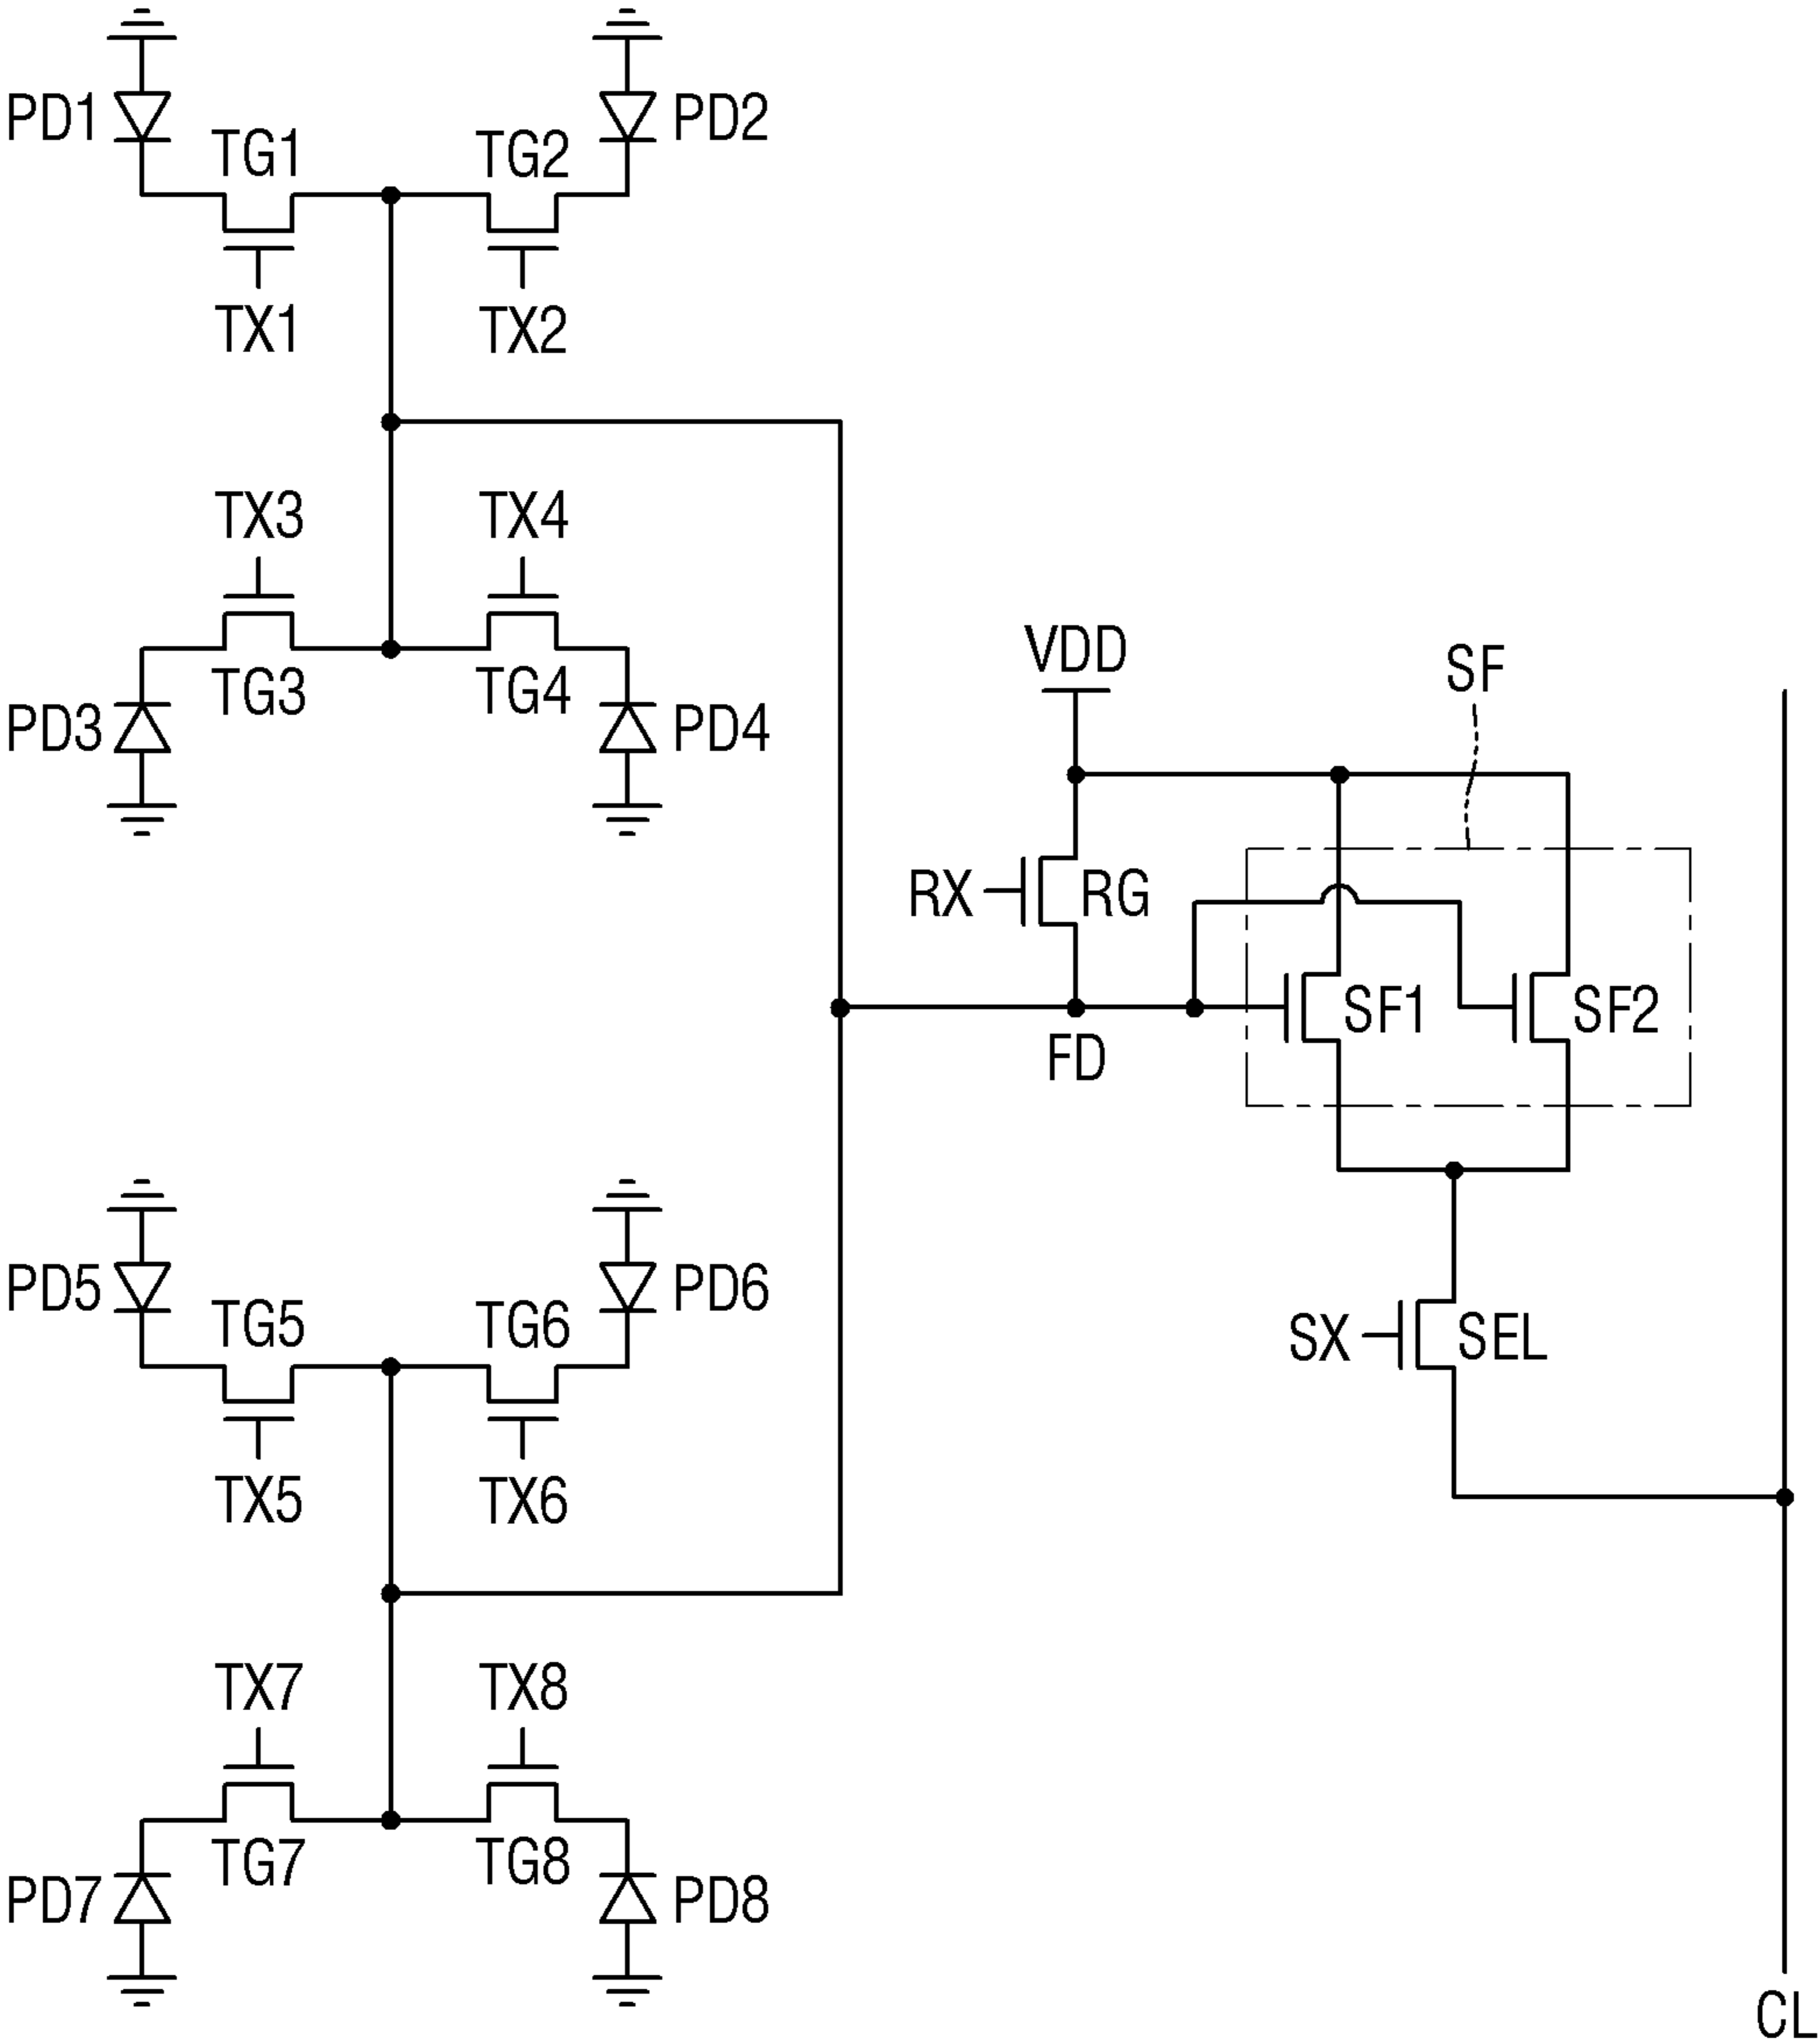 PD1
PD2
TG1
TG2
TX1
TX2
TX3
TX4
TG3
TG4
PD3
PD4
VDD
SF
RX
RG
SF1
SF2
FD
PD5
PD6
TG5
TG6
SX
SEL
TX5
TX6
TX7
TX8
TG7
TG8
PD7
PD8
CL